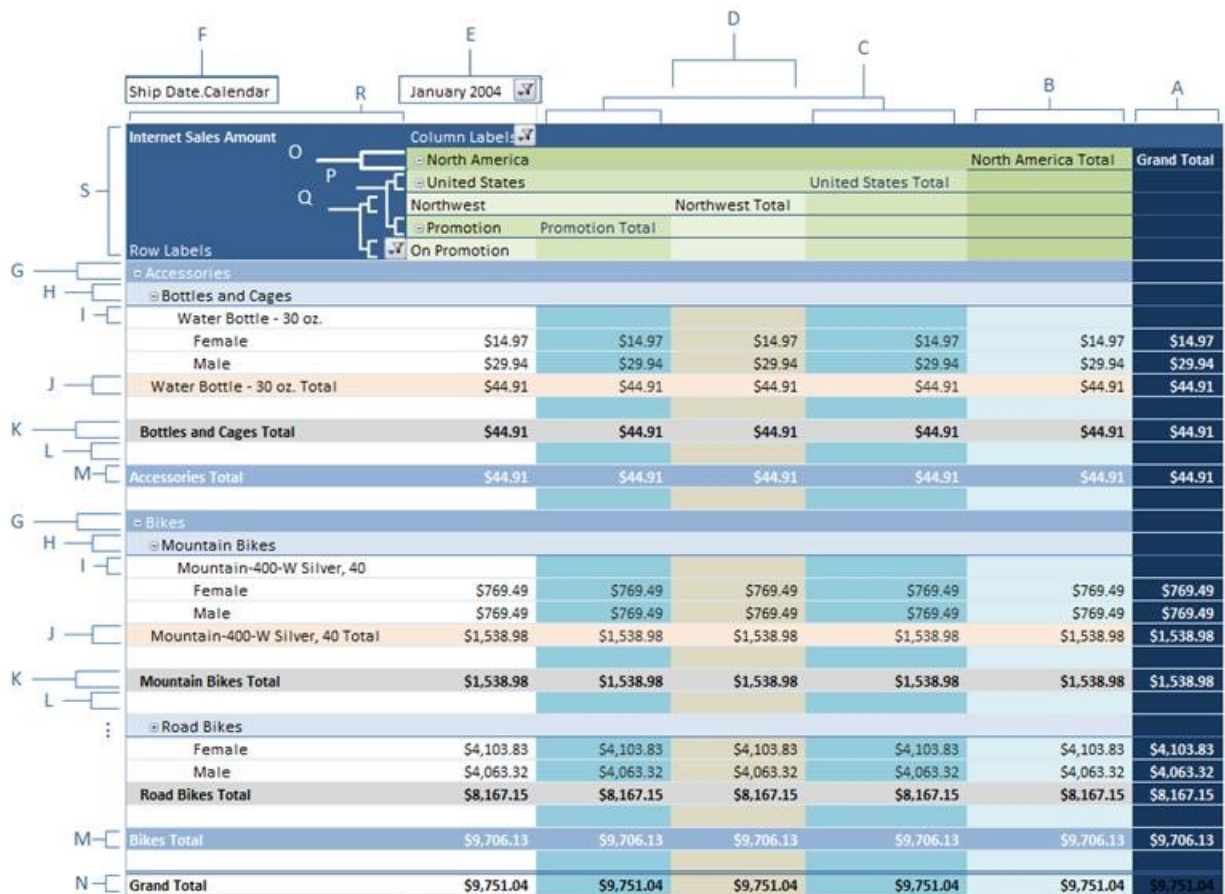 D
F E C
Ship Date.Calendar R January 2004 B A
Internet Sales Amount Column Labels
O North America North America Total Grand Total
P United States United States Total
S Q Northwest Northwest Total
Promotion Promotion Total
Row Labels On Promotion
G Accessories
H Bottles and Cages
I Water Bottle - 30 oz.
Female $14.97 $14.97 $14.97 $14.97 $14.97 $14.97
Male $29.94 $29.94 $29.94 $29.94 $29.94 $29.94
J Water Bottle - 30 oz. Total $44.91 $44.91 $44.91 $44.91 $44.91 $44.91
K Bottles and Cages Total $44.91 $44.91 $44.91 $44.91 $44.91 $44.91
L
M Accessories Total $44.91 $44.91 $44.91 $44.91 $44.91 $44.91
G Bikes
H Mountain Bikes
I Mountain-400-W Silver, 40
Female $769.49 $769.49 $769.49 $769.49 $769.49 $769.49
Male $769.49 $769.49 $769.49 $769.49 $769.49 $769.49
J Mountain-400-W Silver, 40 Total $1,538.98 $1,538.98 $1,538.98 $1,538.98 $1,538.98 $1,538.98
K Mountain Bikes Total $1,538.98 $1,538.98 $1,538.98 $1,538.98 $1,538.98 $1,538.98
L
⋮ Road Bikes
Female $4,103.83 $4,103.83 $4,103.83 $4,103.83 $4,103.83 $4,103.83
Male $4,063.32 $4,063.32 $4,063.32 $4,063.32 $4,063.32 $4,063.32
Road Bikes Total $8,167.15 $8,167.15 $8,167.15 $8,167.15 $8,167.15 $8,167.15
M Bikes Total $9,706.13 $9,706.13 $9,706.13 $9,706.13 $9,706.13 $9,706.13
N Grand Total $9,751.04 $9,751.04 $9,751.04 $9,751.04 $9,751.04 $9,751.04